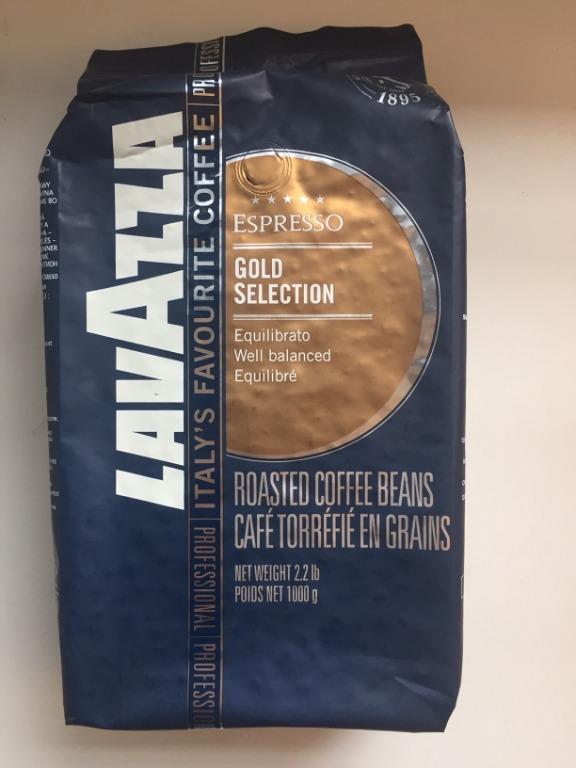 1895
LAVAZZA
ITALY'S FAVOURITE COFFEE
PROFESSIONAL
ESPRESSO
GOLD
SELECTION
Equilibrato
Well balanced
Equilibré
ROASTED COFFEE BEANS
CAFÉ TORRÉFIÉ EN GRAINS
NET WEIGHT 2.2 lb
POIDS NET 1000 g